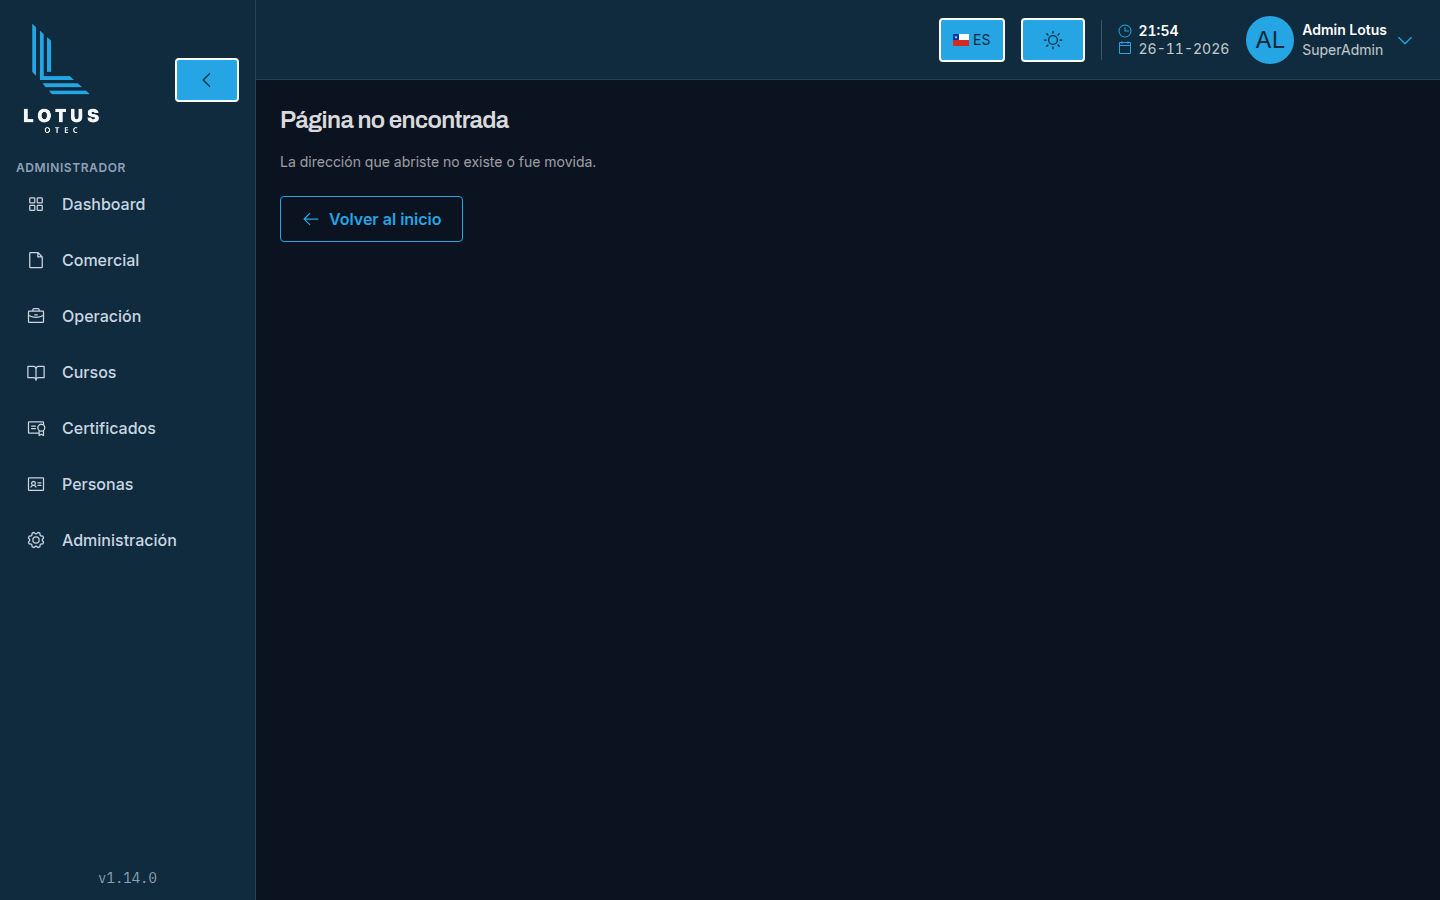 LOTUS
OTEC
ADMINISTRADOR
Dashboard
Comercial
Operación
Cursos
Certificados
Personas
Administración
v1.14.0
ES
21:54
26-11-2026
AL
Admin Lotus
SuperAdmin
Página no encontrada
La dirección que abriste no existe o fue movida.
Volver al inicio